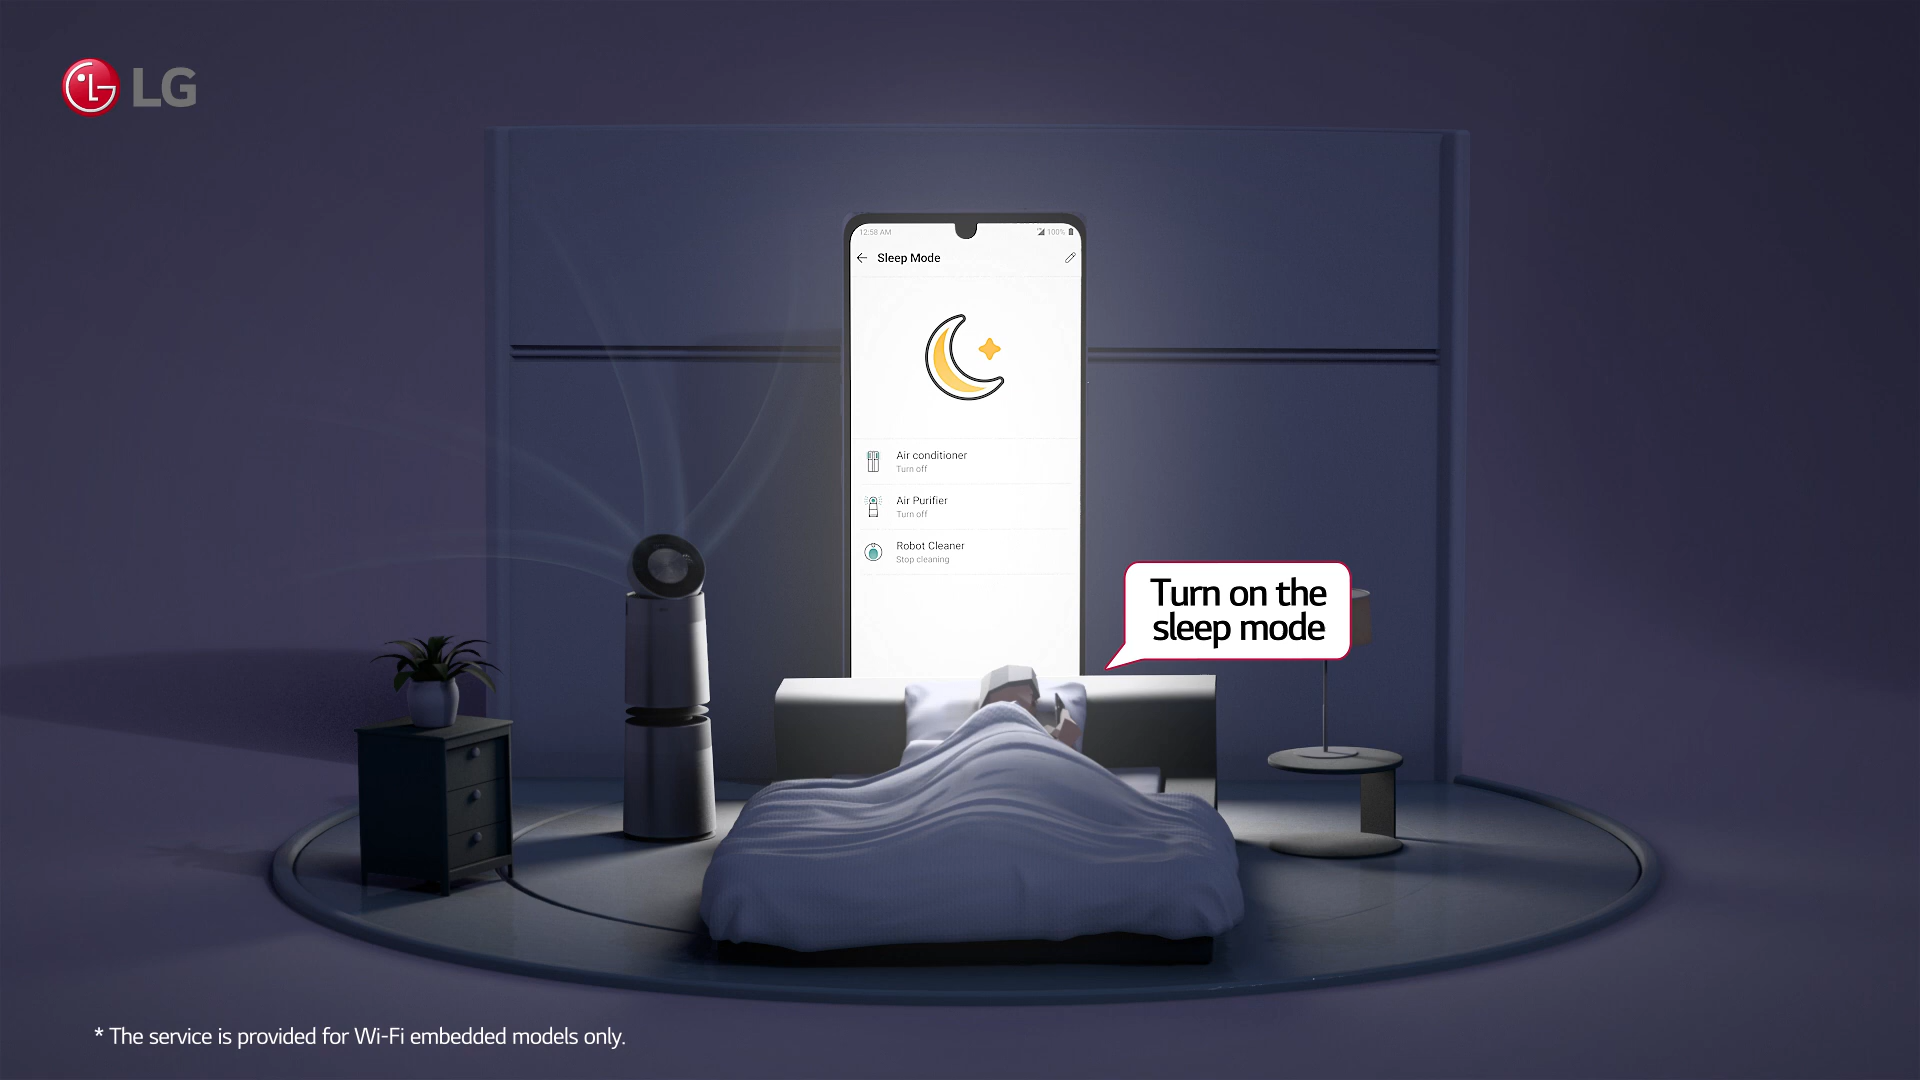 LG
12:58 AM
100%
Sleep Mode
Air conditioner
Turn off
Air Purifier
Turn off
Robot Cleaner
Stop cleaning
Turn on the
sleep mode
* The service is provided for Wi-Fi embedded models only.